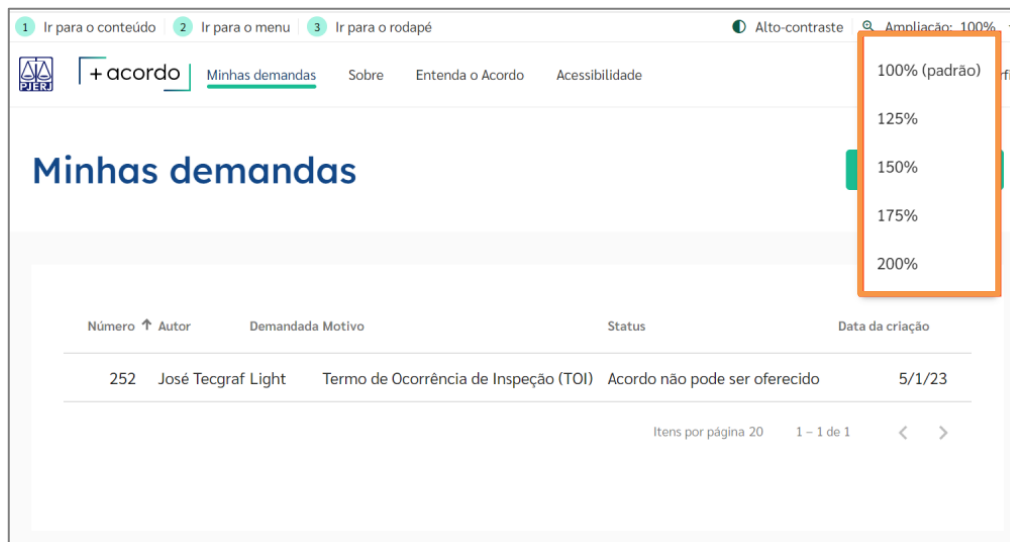 1 Ir para o conteúdo 2 Ir para o menu 3 Ir para o rodapé Alto-contraste Ampliação: 100%
PJERJ +acordo Minhas demandas Sobre Entenda o Acordo Acessibilidade
100% (padrão)
125%
150%
175%
200%
Minhas demandas
Número ↑ Autor Demandada Motivo Status Data da criação
252 José Tecgraf Light Termo de Ocorrência de Inspeção (TOI) Acordo não pode ser oferecido 5/1/23
Itens por página 20 1 – 1 de 1 < >